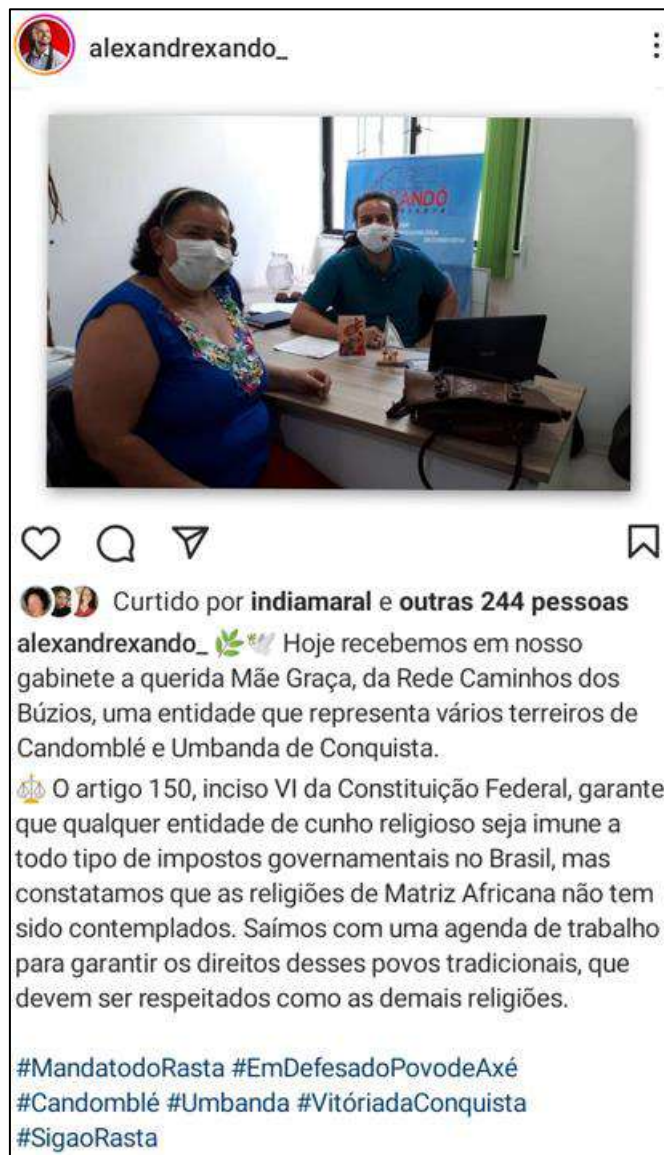 alexandrexando_
XANDÓ
Curtido por indiamaral e outras 244 pessoas
alexandrexando_ 🌿🕊️ Hoje recebemos em nosso
gabinete a querida Mãe Graça, da Rede Caminhos dos
Búzios, uma entidade que representa vários terreiros de
Candomblé e Umbanda de Conquista.
⚖️ O artigo 150, inciso VI da Constituição Federal, garante
que qualquer entidade de cunho religioso seja imune a
todo tipo de impostos governamentais no Brasil, mas
constatamos que as religiões de Matriz Africana não tem
sido contemplados. Saímos com uma agenda de trabalho
para garantir os direitos desses povos tradicionais, que
devem ser respeitados como as demais religiões.
#MandatodoRasta #EmDefesadoPovodeAxé
#Candomblé #Umbanda #VitóriadaConquista
#SigaoRasta